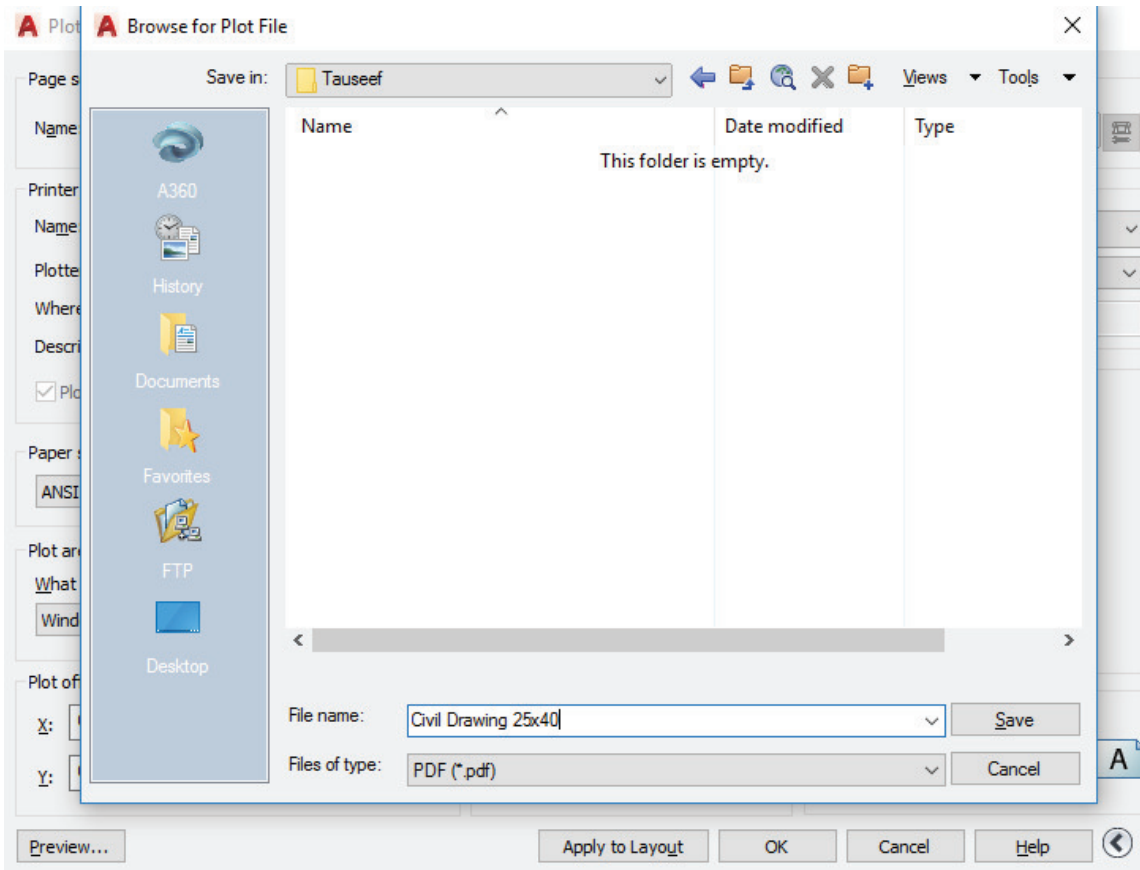 Plot
A Browse for Plot File
Page s
Save in: Tauseef Views Tools
Name
Name Date modified Type
This folder is empty.
A360
Printer
Name
Plotte
History
Where
Descri
Documents
Plo
Paper
Favorites
ANSI
Plot are
FTP
What
Wind
Desktop
Plot of
File name: Civil Drawing 25x40 Save
X:
Files of type: PDF (*.pdf) Cancel
Y:
A
Preview... Apply to Layout OK Cancel Help